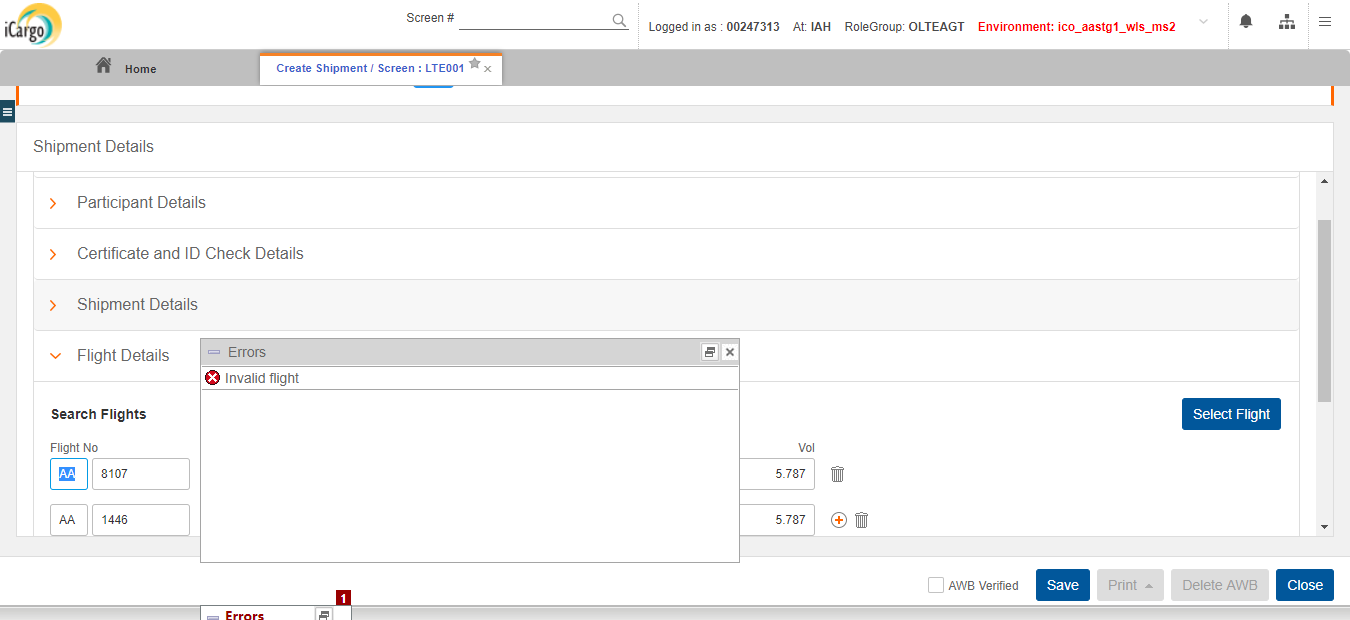 iCargo
Screen #
Logged in as : 00247313 At: IAH RoleGroup: OLTEAGT Environment: ico_aastg1_wls_ms2
Home
Create Shipment / Screen : LTE001
Shipment Details
Participant Details
Certificate and ID Check Details
Shipment Details
Flight Details
Errors
Invalid flight
Search Flights
Select Flight
Flight No
Vol
AA 8107 5.787
AA 1446 5.787
AWB Verified Save Print Delete AWB Close
1
Errors